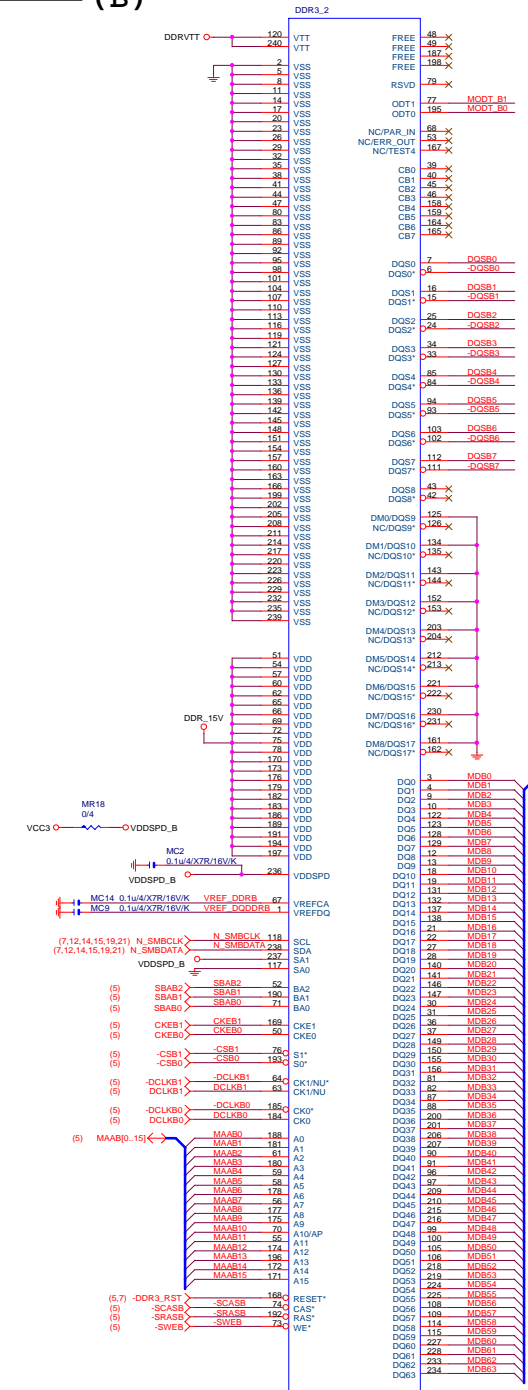 (B)
DDR3_2
DDRVTT 120 VTT
240 VTT
2 VSS
5 VSS
8 VSS
11 VSS
14 VSS
17 VSS
20 VSS
23 VSS
26 VSS
29 VSS
32 VSS
35 VSS
38 VSS
41 VSS
44 VSS
47 VSS
80 VSS
83 VSS
86 VSS
89 VSS
92 VSS
95 VSS
98 VSS
101 VSS
104 VSS
107 VSS
110 VSS
113 VSS
116 VSS
119 VSS
121 VSS
124 VSS
127 VSS
130 VSS
133 VSS
136 VSS
139 VSS
142 VSS
145 VSS
148 VSS
151 VSS
154 VSS
157 VSS
160 VSS
163 VSS
166 VSS
199 VSS
202 VSS
205 VSS
208 VSS
211 VSS
214 VSS
217 VSS
220 VSS
223 VSS
226 VSS
229 VSS
232 VSS
235 VSS
239 VSS
51 VDD
54 VDD
57 VDD
60 VDD
62 VDD
65 VDD
66 VDD
69 VDD
DDR_15V
72 VDD
75 VDD
78 VDD
170 VDD
173 VDD
176 VDD
179 VDD
182 VDD
183 VDD
186 VDD
189 VDD
191 VDD
194 VDD
197 VDD
MR18
0/4
VCC3 VDDSPD_B
MC2
0.1u/4/X7R/16V/K
VDDSPD_B 236 VDDSPD
MC14 0.1u/4/X7R/16V/K VREF_DDRB 67 VREFCA
MC9 0.1u/4/X7R/16V/K VREF_DQDDRB 1 VREFDQ
(7,12,14,15,19,21) N_SMBCLK N_SMBCLK 118 SCL
(7,12,14,15,19,21) N_SMBDATA N_SMBDATA 238 SDA
VDDSPD_B 237 SA1
117 SA0
(5) SBAB2 SBAB2 52 BA2
(5) SBAB1 SBAB1 190 BA1
(5) SBAB0 SBAB0 71 BA0
(5) CKEB1 CKEB1 169 CKE1
(5) CKEB0 CKEB0 50 CKE0
(5) -CSB1 -CSB1 76 S1*
(5) -CSB0 -CSB0 193 S0*
(5) -DCLKB1 -DCLKB1 64 CK1/NU*
(5) DCLKB1 DCLKB1 63 CK1/NU
(5) -DCLKB0 -DCLKB0 185 CK0*
(5) DCLKB0 DCLKB0 184 CK0
(5) MAAB[0..15] MAAB0 188 A0
MAAB1 181 A1
MAAB2 61 A2
MAAB3 180 A3
MAAB4 59 A4
MAAB5 58 A5
MAAB6 178 A6
MAAB7 56 A7
MAAB8 177 A8
MAAB9 175 A9
MAAB10 70 A10/AP
MAAB11 55 A11
MAAB12 174 A12
MAAB13 196 A13
MAAB14 172 A14
MAAB15 171 A15
(5,7) -DDR3_RST 168 RESET*
(5) -SCASB -SCASB 74 CAS*
(5) -SRASB -SRASB 192 RAS*
(5) -SWEB -SWEB 73 WE*
FREE 48
FREE 49
FREE 187
FREE 198
RSVD 79
ODT1 77 MODT_B1
ODT0 195 MODT_B0
NC/PAR_IN 68
NC/ERR_OUT 53
NC/TEST4 167
CB0 39
CB1 40
CB2 45
CB3 46
CB4 158
CB5 159
CB6 164
CB7 165
DQS0 7 DQSB0
DQS0* 6 -DQSB0
DQS1 16 DQSB1
DQS1* 15 -DQSB1
DQS2 25 DQSB2
DQS2* 24 -DQSB2
DQS3 34 DQSB3
DQS3* 33 -DQSB3
DQS4 85 DQSB4
DQS4* 84 -DQSB4
DQS5 94 DQSB5
DQS5* 93 -DQSB5
DQS6 103 DQSB6
DQS6* 102 -DQSB6
DQS7 112 DQSB7
DQS7* 111 -DQSB7
DQS8 43
DQS8* 42
DM0/DQS9 125
NC/DQS9* 126
DM1/DQS10 134
NC/DQS10* 135
DM2/DQS11 143
NC/DQS11* 144
DM3/DQS12 152
NC/DQS12* 153
DM4/DQS13 203
NC/DQS13* 204
DM5/DQS14 212
NC/DQS14* 213
DM6/DQS15 221
NC/DQS15* 222
DM7/DQS16 230
NC/DQS16* 231
DM8/DQS17 161
NC/DQS17* 162
DQ0 3 MDB0
DQ1 4 MDB1
DQ2 9 MDB2
DQ3 10 MDB3
DQ4 122 MDB4
DQ5 123 MDB5
DQ6 128 MDB6
DQ7 129 MDB7
DQ8 12 MDB8
DQ9 13 MDB9
DQ10 18 MDB10
DQ11 19 MDB11
DQ12 131 MDB12
DQ13 132 MDB13
DQ14 137 MDB14
DQ15 138 MDB15
DQ16 21 MDB16
DQ17 22 MDB17
DQ18 27 MDB18
DQ19 28 MDB19
DQ20 140 MDB20
DQ21 141 MDB21
DQ22 146 MDB22
DQ23 147 MDB23
DQ24 30 MDB24
DQ25 31 MDB25
DQ26 36 MDB26
DQ27 37 MDB27
DQ28 149 MDB28
DQ29 150 MDB29
DQ30 155 MDB30
DQ31 156 MDB31
DQ32 81 MDB32
DQ33 82 MDB33
DQ34 87 MDB34
DQ35 88 MDB35
DQ36 200 MDB36
DQ37 201 MDB37
DQ38 206 MDB38
DQ39 207 MDB39
DQ40 90 MDB40
DQ41 91 MDB41
DQ42 96 MDB42
DQ43 97 MDB43
DQ44 209 MDB44
DQ45 210 MDB45
DQ46 215 MDB46
DQ47 216 MDB47
DQ48 99 MDB48
DQ49 100 MDB49
DQ50 105 MDB50
DQ51 106 MDB51
DQ52 218 MDB52
DQ53 219 MDB53
DQ54 224 MDB54
DQ55 225 MDB55
DQ56 108 MDB56
DQ57 109 MDB57
DQ58 114 MDB58
DQ59 115 MDB59
DQ60 227 MDB60
DQ61 228 MDB61
DQ62 233 MDB62
DQ63 234 MDB63